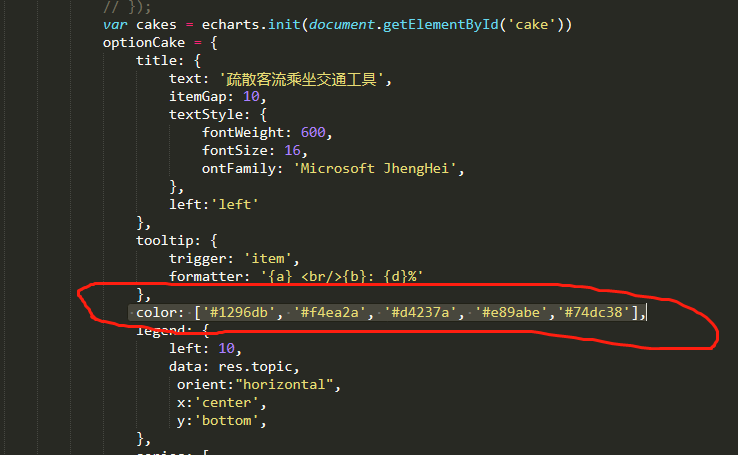 // });
var cakes = echarts.init(document.getElementById('cake'))
optionCake = {
title: {
text: '疏散客流乘坐交通工具',
itemGap: 10,
textStyle: {
fontWeight: 600,
fontSize: 16,
ontFamily: 'Microsoft JhengHei',
},
left:'left'
},
tooltip: {
trigger: 'item',
formatter: '{a} <br/>{b}: {d}%'
},
color: ['#1296db', '#f4ea2a', '#d4237a', '#e89abe','#74dc38'],
legend: {
left: 10,
data: res.topic,
orient:"horizontal",
x:'center',
y:'bottom',
},